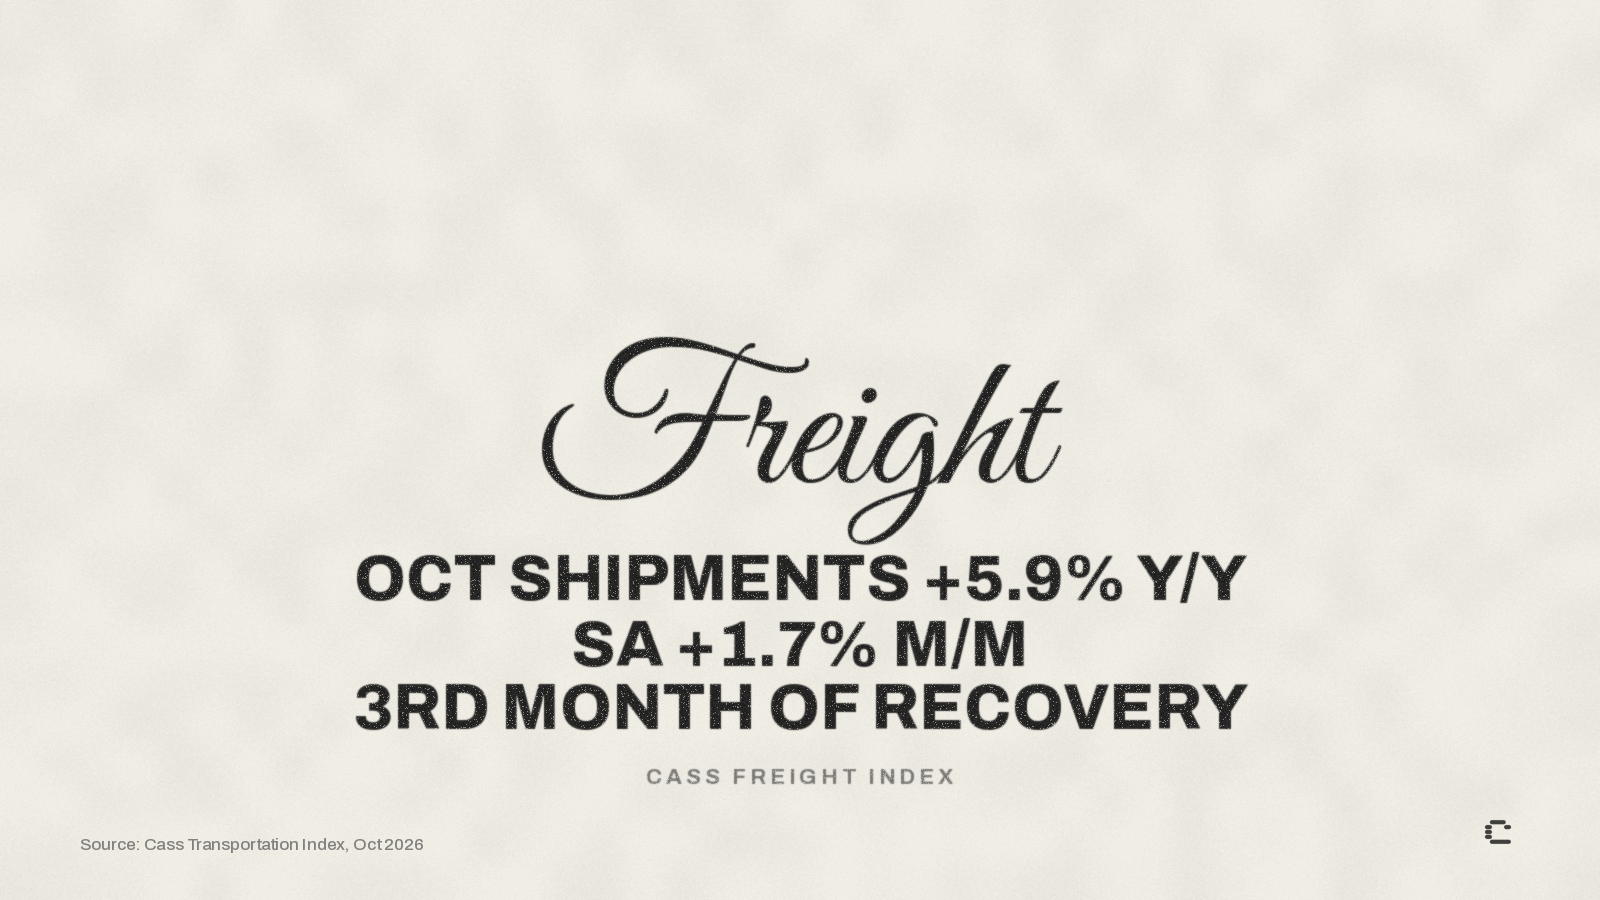 Freight
OCT SHIPMENTS +5.9% Y/Y
SA +1.7% M/M
3RD MONTH OF RECOVERY
CASS FREIGHT INDEX
Source: Cass Transportation Index, Oct 2026